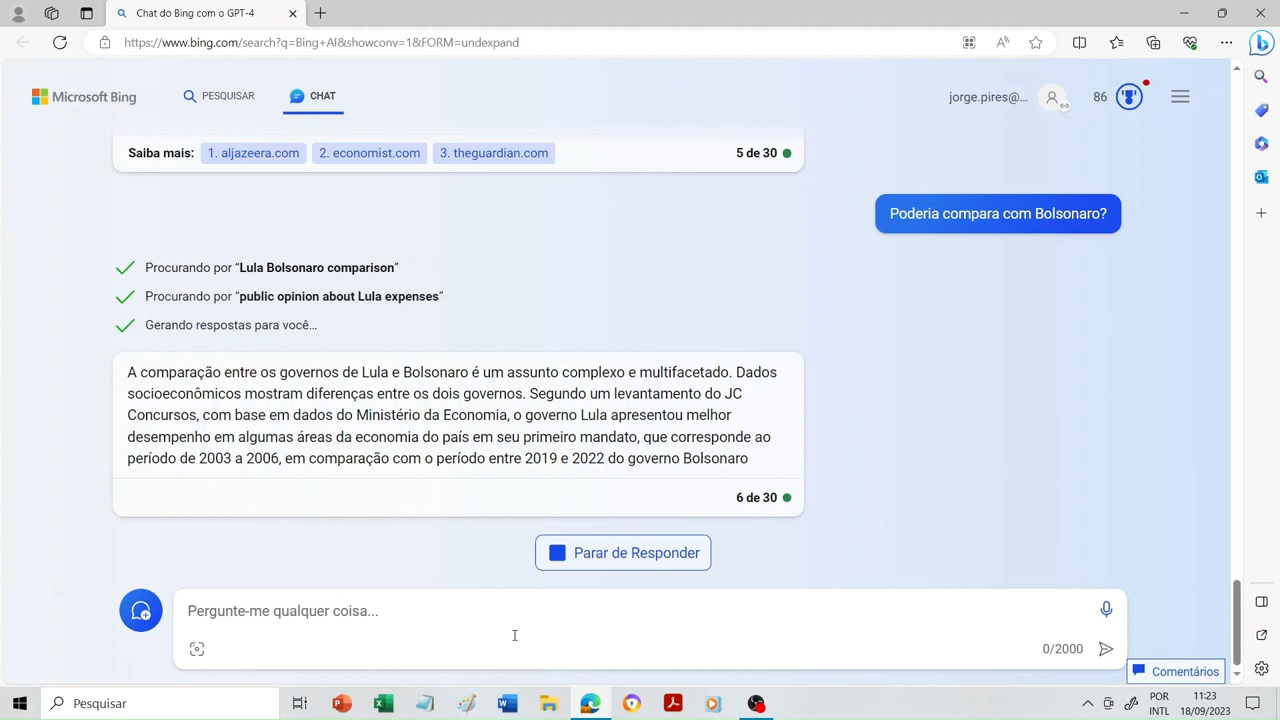 Chat do Bing com o GPT-4
https://www.bing.com/search?q=Bing+AI&showconv=1&FORM=undexpand
Microsoft Bing
PESQUISAR
CHAT
jorge.pires@...
86
Saiba mais: 1. aljazeera.com 2. economist.com 3. theguardian.com 5 de 30
Poderia compara com Bolsonaro?
Procurando por “Lula Bolsonaro comparison”
Procurando por “public opinion about Lula expenses”
Gerando respostas para você…
A comparação entre os governos de Lula e Bolsonaro é um assunto complexo e multifacetado. Dados
socioeconômicos mostram diferenças entre os dois governos. Segundo um levantamento do JC
Concursos, com base em dados do Ministério da Economia, o governo Lula apresentou melhor
desempenho em algumas áreas da economia do país em seu primeiro mandato, que corresponde ao
período de 2003 a 2006, em comparação com o período entre 2019 e 2022 do governo Bolsonaro
6 de 30
Parar de Responder
Pergunte-me qualquer coisa...
0/2000
Comentários
Pesquisar
POR
INTL
11:23
18/09/2023